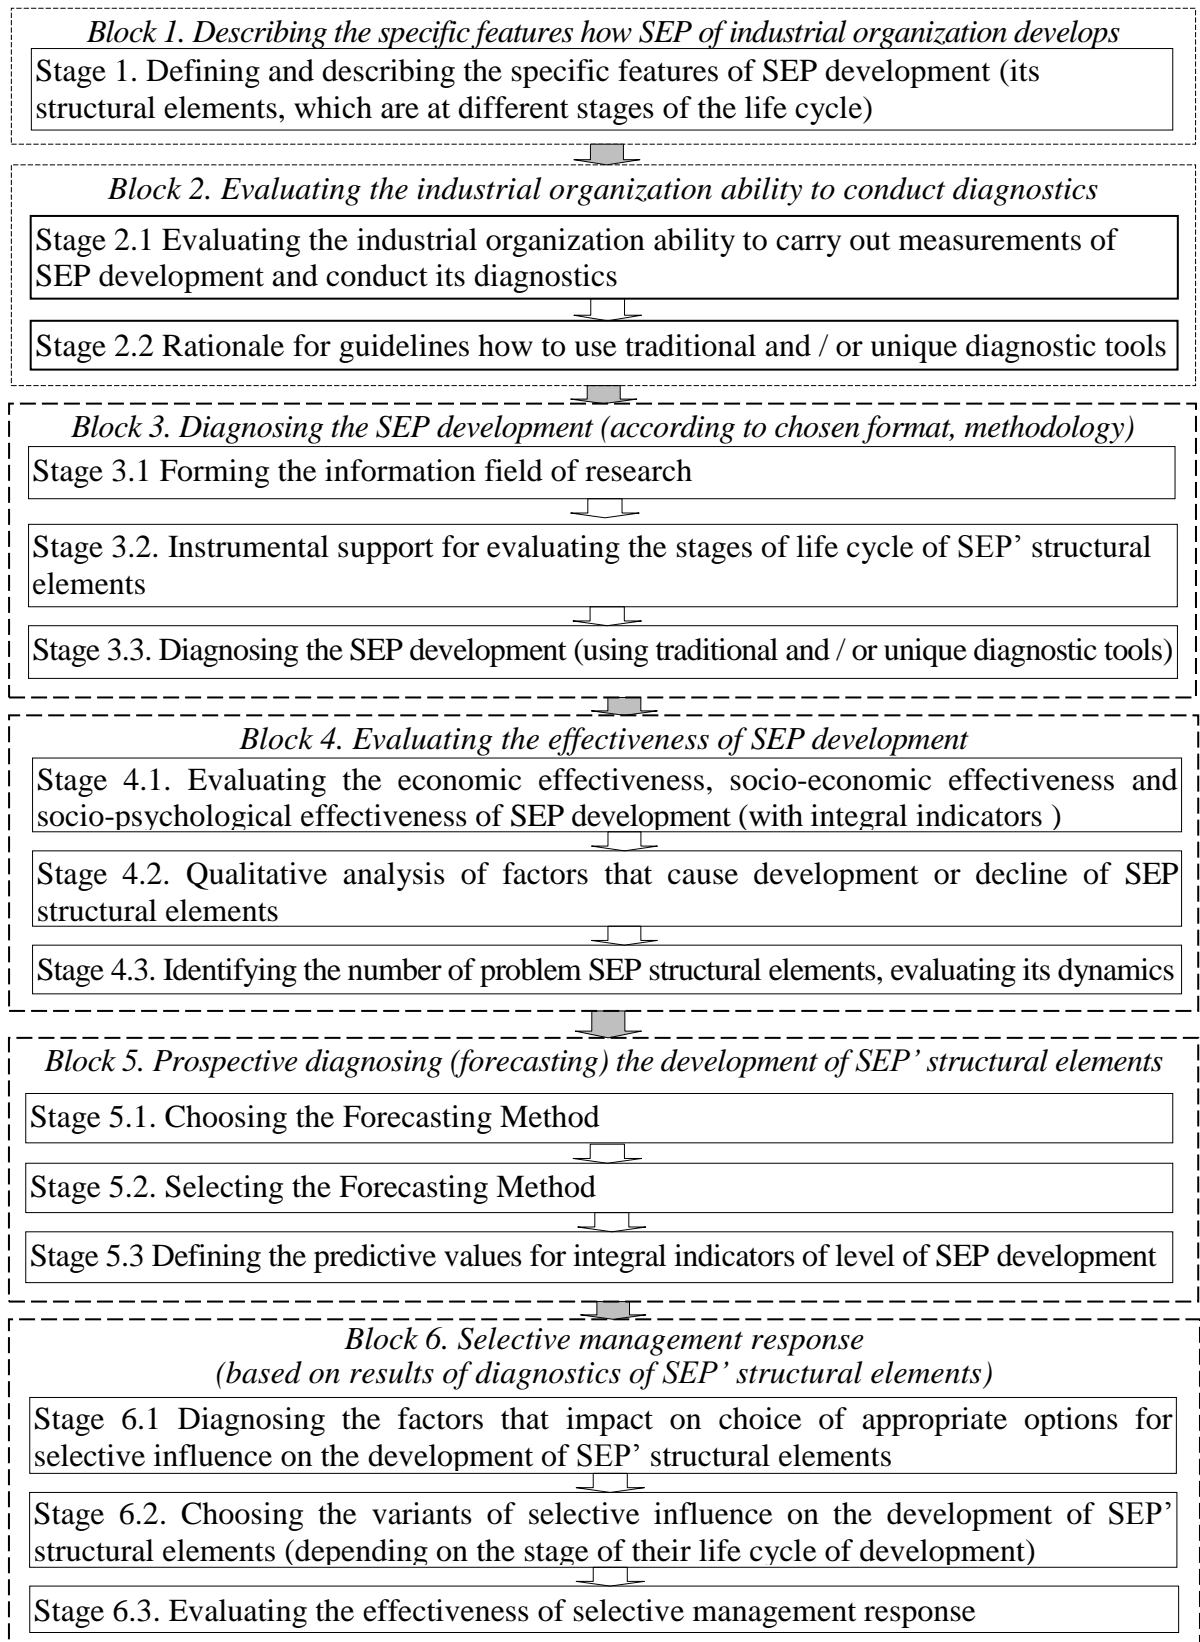 Block 1. Describing the specific features how SEP of industrial organization develops
Stage 1. Defining and describing the specific features of SEP development (its
structural elements, which are at different stages of the life cycle)
Block 2. Evaluating the industrial organization ability to conduct diagnostics
Stage 2.1 Evaluating the industrial organization ability to carry out measurements of
SEP development and conduct its diagnostics
Stage 2.2 Rationale for guidelines how to use traditional and / or unique diagnostic tools
Block 3. Diagnosing the SEP development (according to chosen format, methodology)
Stage 3.1 Forming the information field of research
Stage 3.2. Instrumental support for evaluating the stages of life cycle of SEP’ structural
elements
Stage 3.3. Diagnosing the SEP development (using traditional and / or unique diagnostic tools)
Block 4. Evaluating the effectiveness of SEP development
Stage 4.1. Evaluating the economic effectiveness, socio-economic effectiveness and
socio-psychological effectiveness of SEP development (with integral indicators )
Stage 4.2. Qualitative analysis of factors that cause development or decline of SEP
structural elements
Stage 4.3. Identifying the number of problem SEP structural elements, evaluating its dynamics
Block 5. Prospective diagnosing (forecasting) the development of SEP’ structural elements
Stage 5.1. Choosing the Forecasting Method
Stage 5.2. Selecting the Forecasting Method
Stage 5.3 Defining the predictive values for integral indicators of level of SEP development
Block 6. Selective management response
(based on results of diagnostics of SEP’ structural elements)
Stage 6.1 Diagnosing the factors that impact on choice of appropriate options for
selective influence on the development of SEP’ structural elements
Stage 6.2. Choosing the variants of selective influence on the development of SEP’
structural elements (depending on the stage of their life cycle of development)
Stage 6.3. Evaluating the effectiveness of selective management response